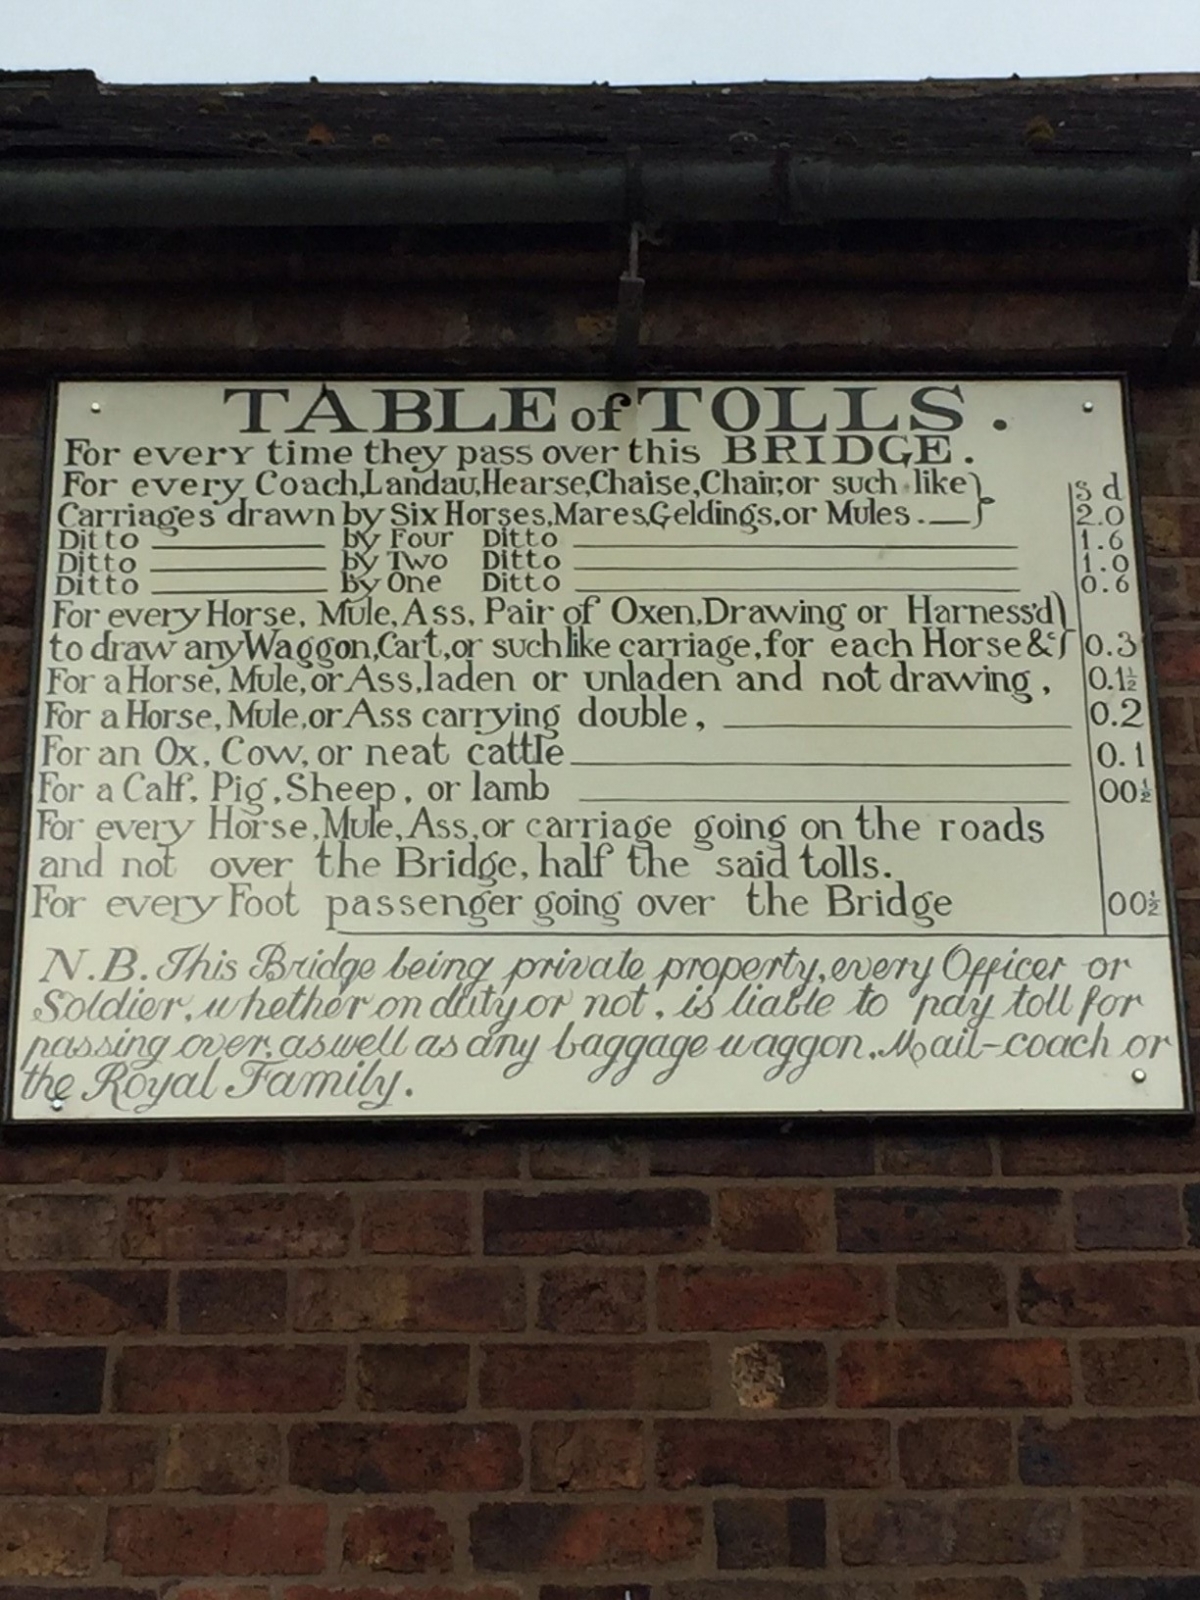 TABLE of TOLLS.
For every time they pass over this BRIDGE.
For every Coach, Landau, Hearse, Chaise, Chair, or such like } s d
Carriages drawn by Six Horses, Mares, Geldings, or Mules. — } 2.0
Ditto by Four Ditto 1.6
Ditto by Two Ditto 1.0
Ditto by One Ditto 0.6
For every Horse, Mule, Ass, Pair of Oxen, Drawing or Harness'd }
to draw any Waggon, Cart, or such like carriage, for each Horse &c } 0.3
For a Horse, Mule, or Ass, laden or unladen and not drawing, 0.1½
For a Horse, Mule, or Ass carrying double, 0.2
For an Ox, Cow, or neat cattle 0.1
For a Calf, Pig, Sheep, or lamb 00½
For every Horse, Mule, Ass, or carriage going on the roads
and not over the Bridge, half the said tolls.
For every Foot passenger going over the Bridge 00½
N.B. This Bridge being private property, every Officer or
Soldier, whether on duty or not, is liable to pay toll for
passing over, as well as any baggage waggon, Mail-coach or
the Royal Family.